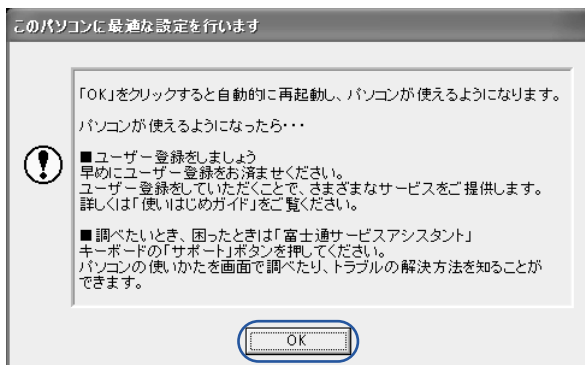 このパソコンに最適な設定を行います
「OK」をクリックすると自動的に再起動し、パソコンが使えるようになります。
パソコンが使えるようになったら・・・
■ユーザー登録をしましょう
早めにユーザー登録をお済ませください。
ユーザー登録をしていただくことで、さまざまなサービスをご提供します。
詳しくは「使いはじめガイド」をご覧ください。
■調べたいとき、困ったときは「富士通サービスアシスタント」
キーボードの「サポート」ボタンを押してください。
パソコンの使いかたを画面で調べたり、トラブルの解決方法を知ることが
できます。
OK